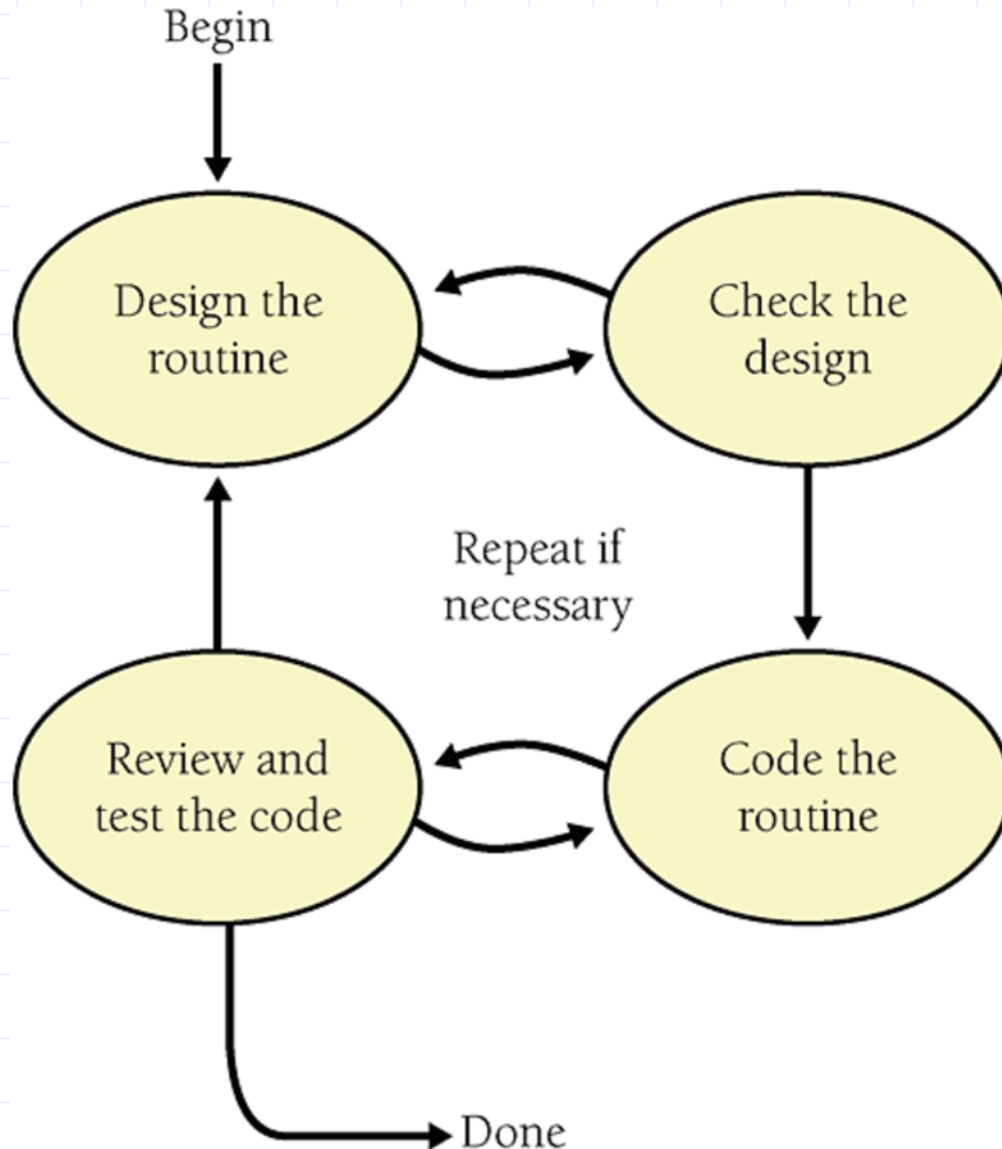 Begin
Design the
routine
Check the
design
Repeat if
necessary
Review and
test the code
Code the
routine
Done